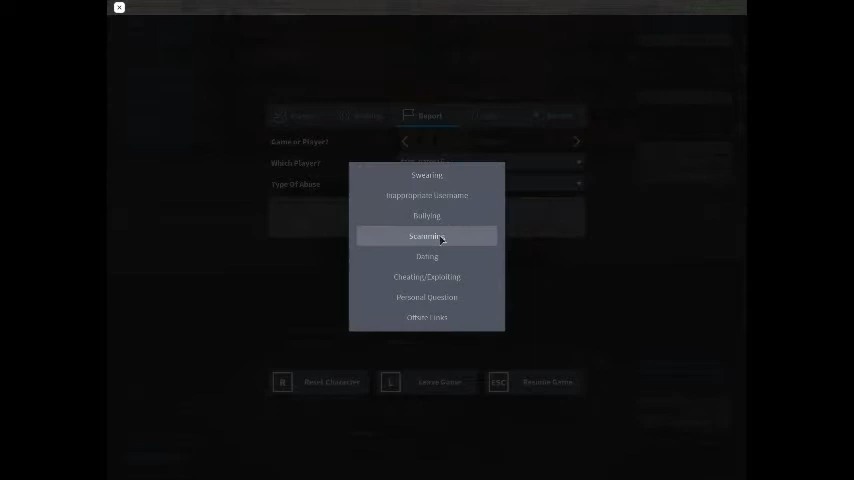 Report
Game or Player?
Which Player?
Type Of Abuse
Swearing
Inappropriate Username
Bullying
Scamming
Dating
Cheating/Exploiting
Personal Question
Offsite Links
R Reset Character
L Leave Game
ESC Resume Game